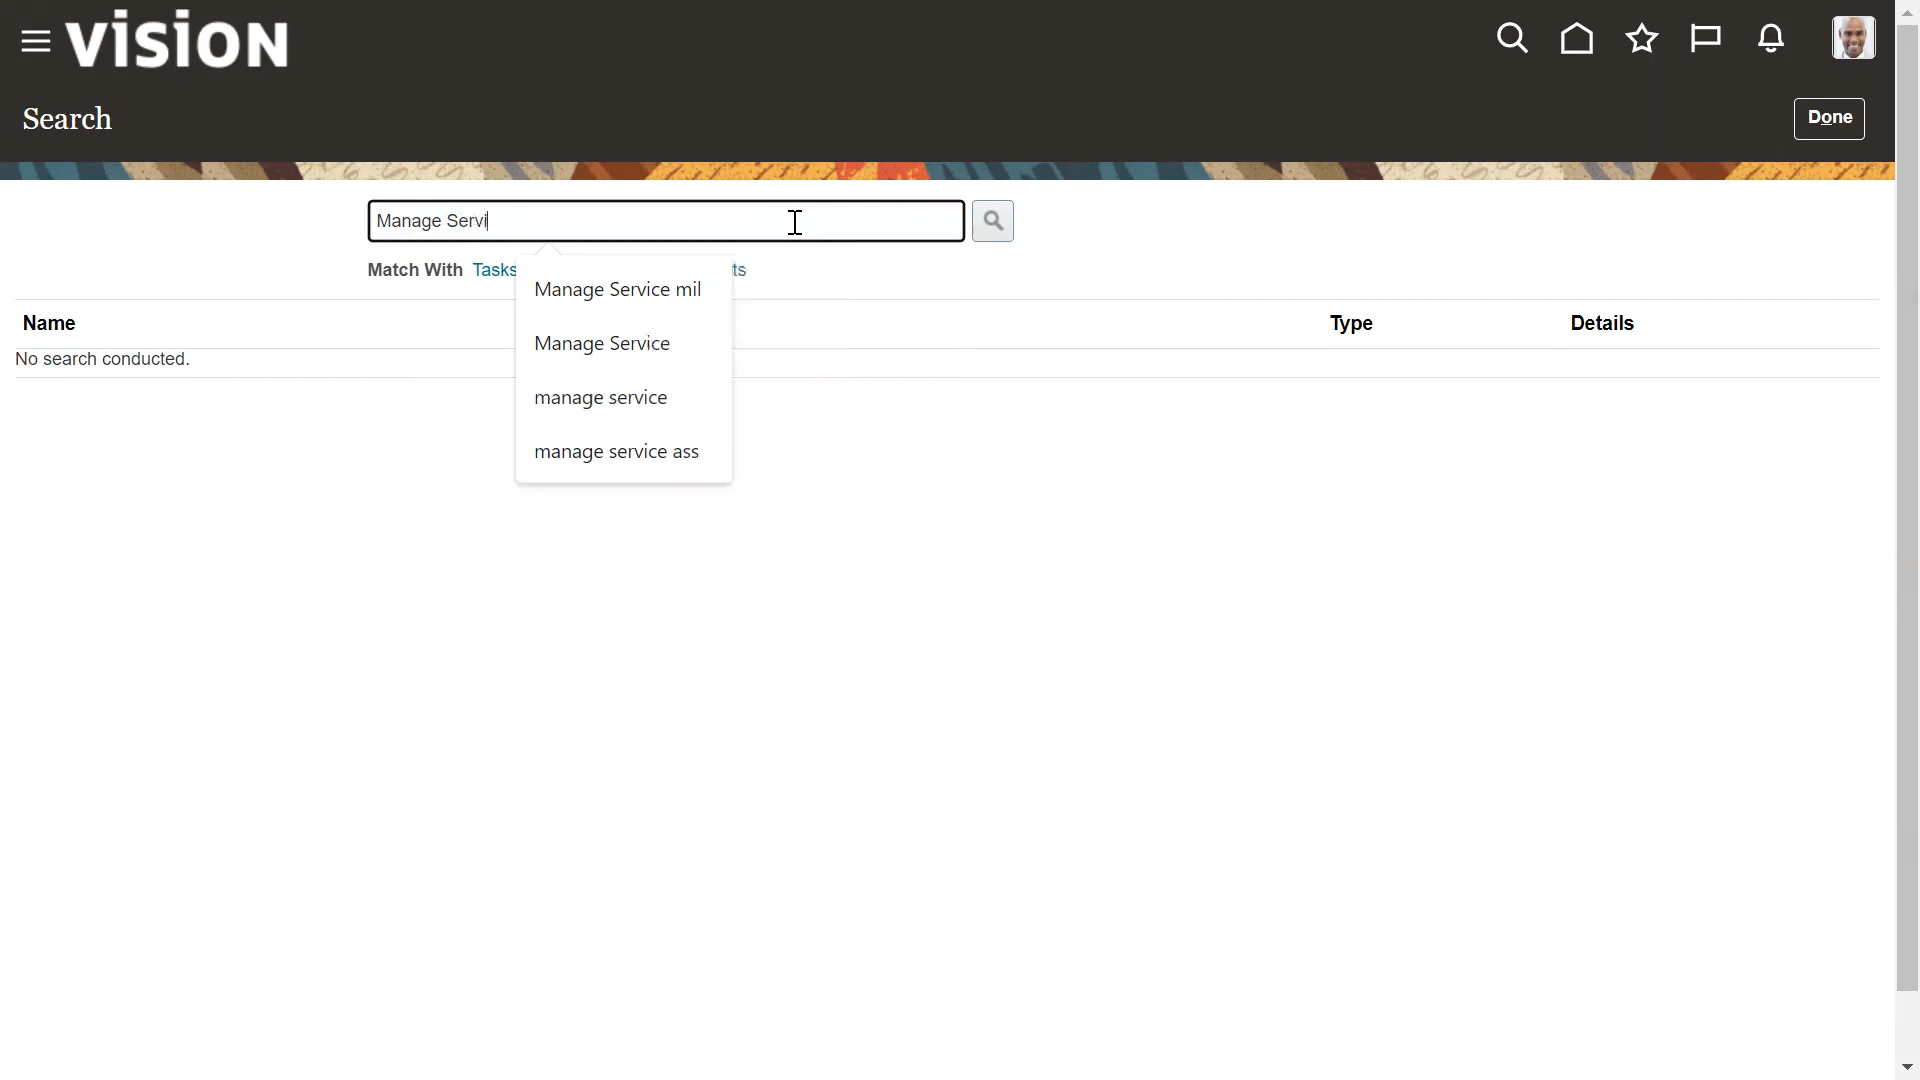 vision
Search
Done
Manage Servi
Match With Tasks ts
Manage Service mil
Manage Service
manage service
manage service ass
Name Type Details
No search conducted.